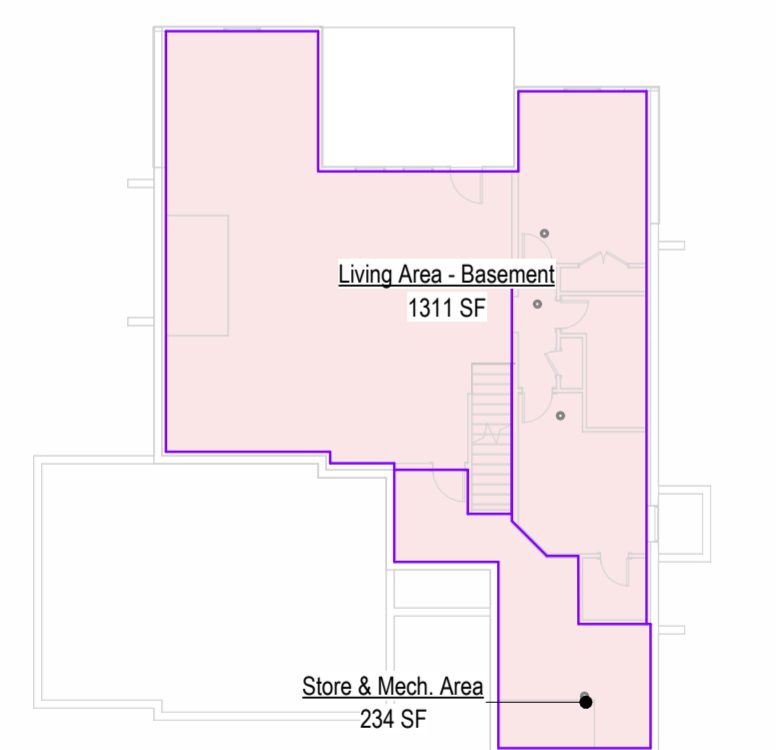 Living Area - Basement
1311 SF
Store & Mech. Area
234 SF